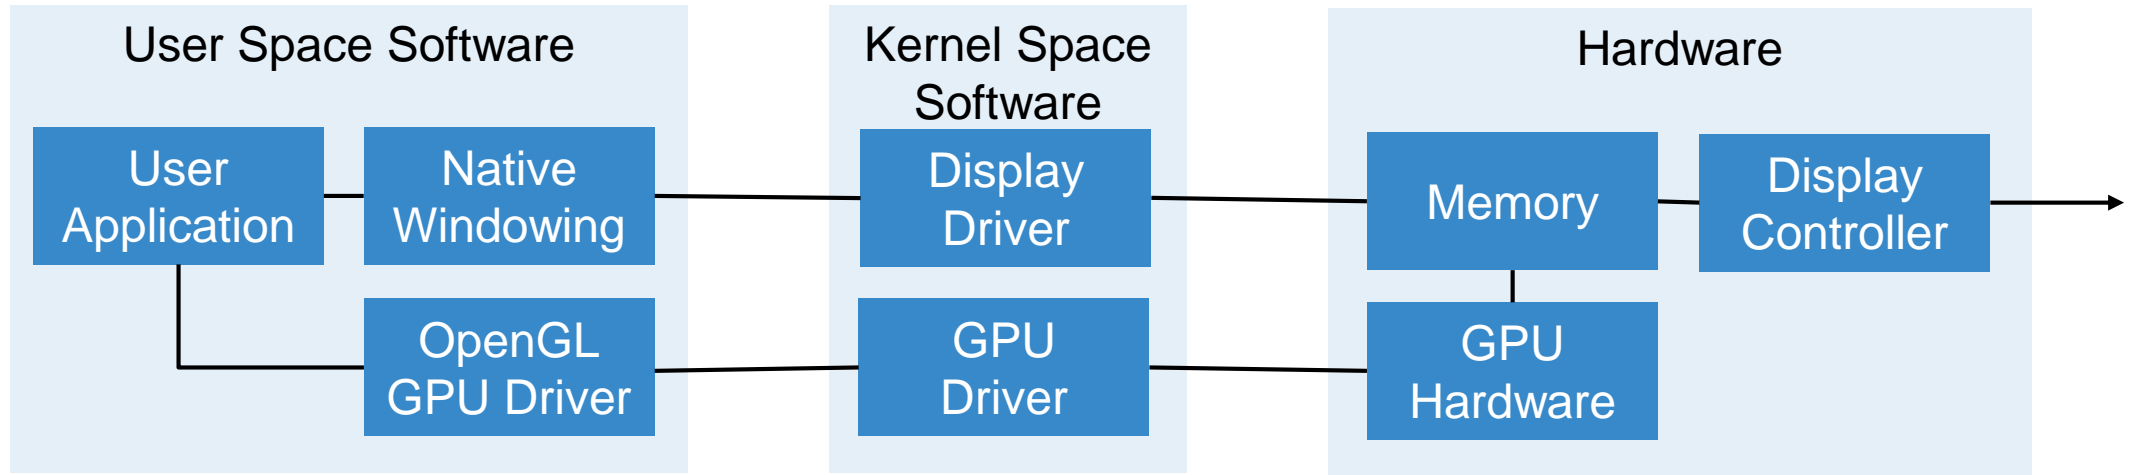 User Space Software
Kernel Space
Software
Hardware
User
Application
Native
Windowing
Display
Driver
Memory
Display
Controller
OpenGL
GPU Driver
GPU
Driver
GPU
Hardware